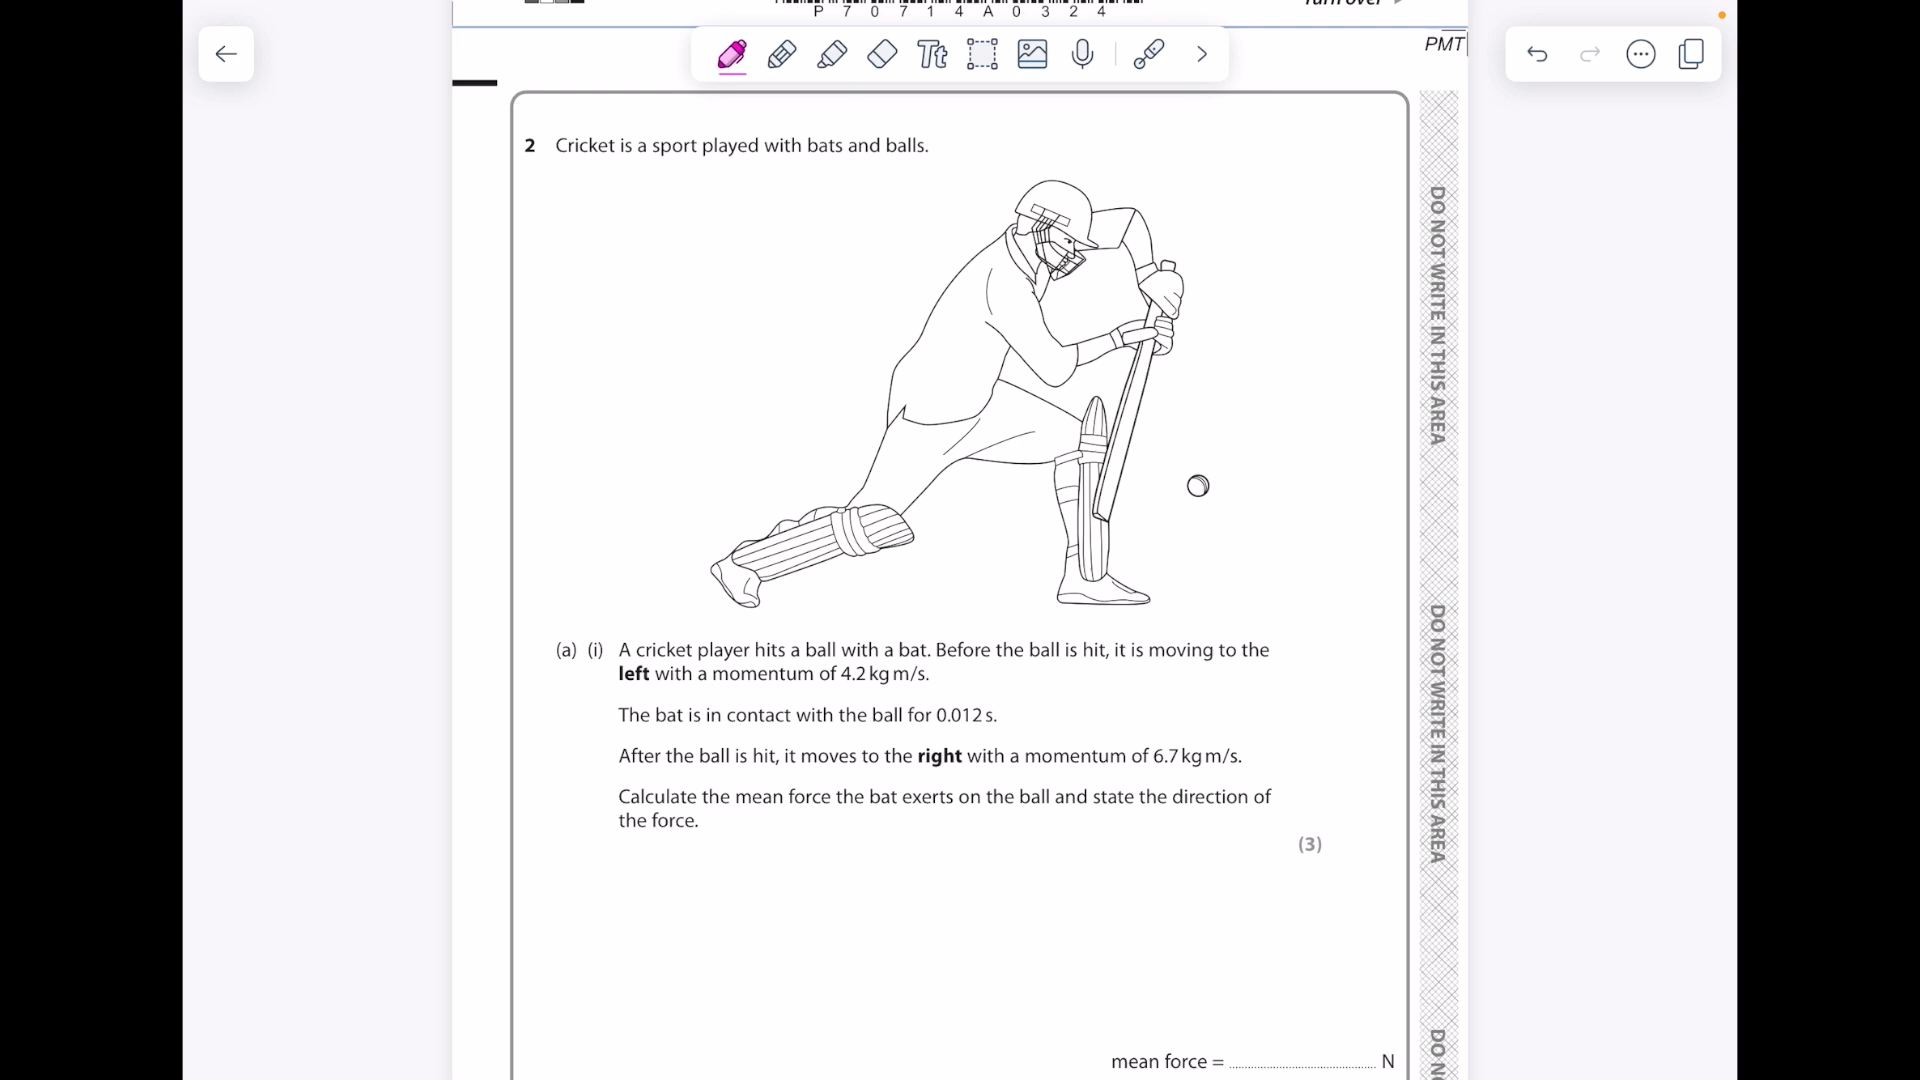 P 7 0 7 1 4 A 0 3 2 4
Turn over
Tt
PMT
2 Cricket is a sport played with bats and balls.
DO NOT WRITE IN THIS AREA
DO NOT WRITE IN THIS AREA
(a) (i) A cricket player hits a ball with a bat. Before the ball is hit, it is moving to the
left with a momentum of 4.2 kg m/s.
The bat is in contact with the ball for 0.012 s.
After the ball is hit, it moves to the right with a momentum of 6.7 kg m/s.
Calculate the mean force the bat exerts on the ball and state the direction of
the force.
(3)
DO N
mean force = ........................................ N